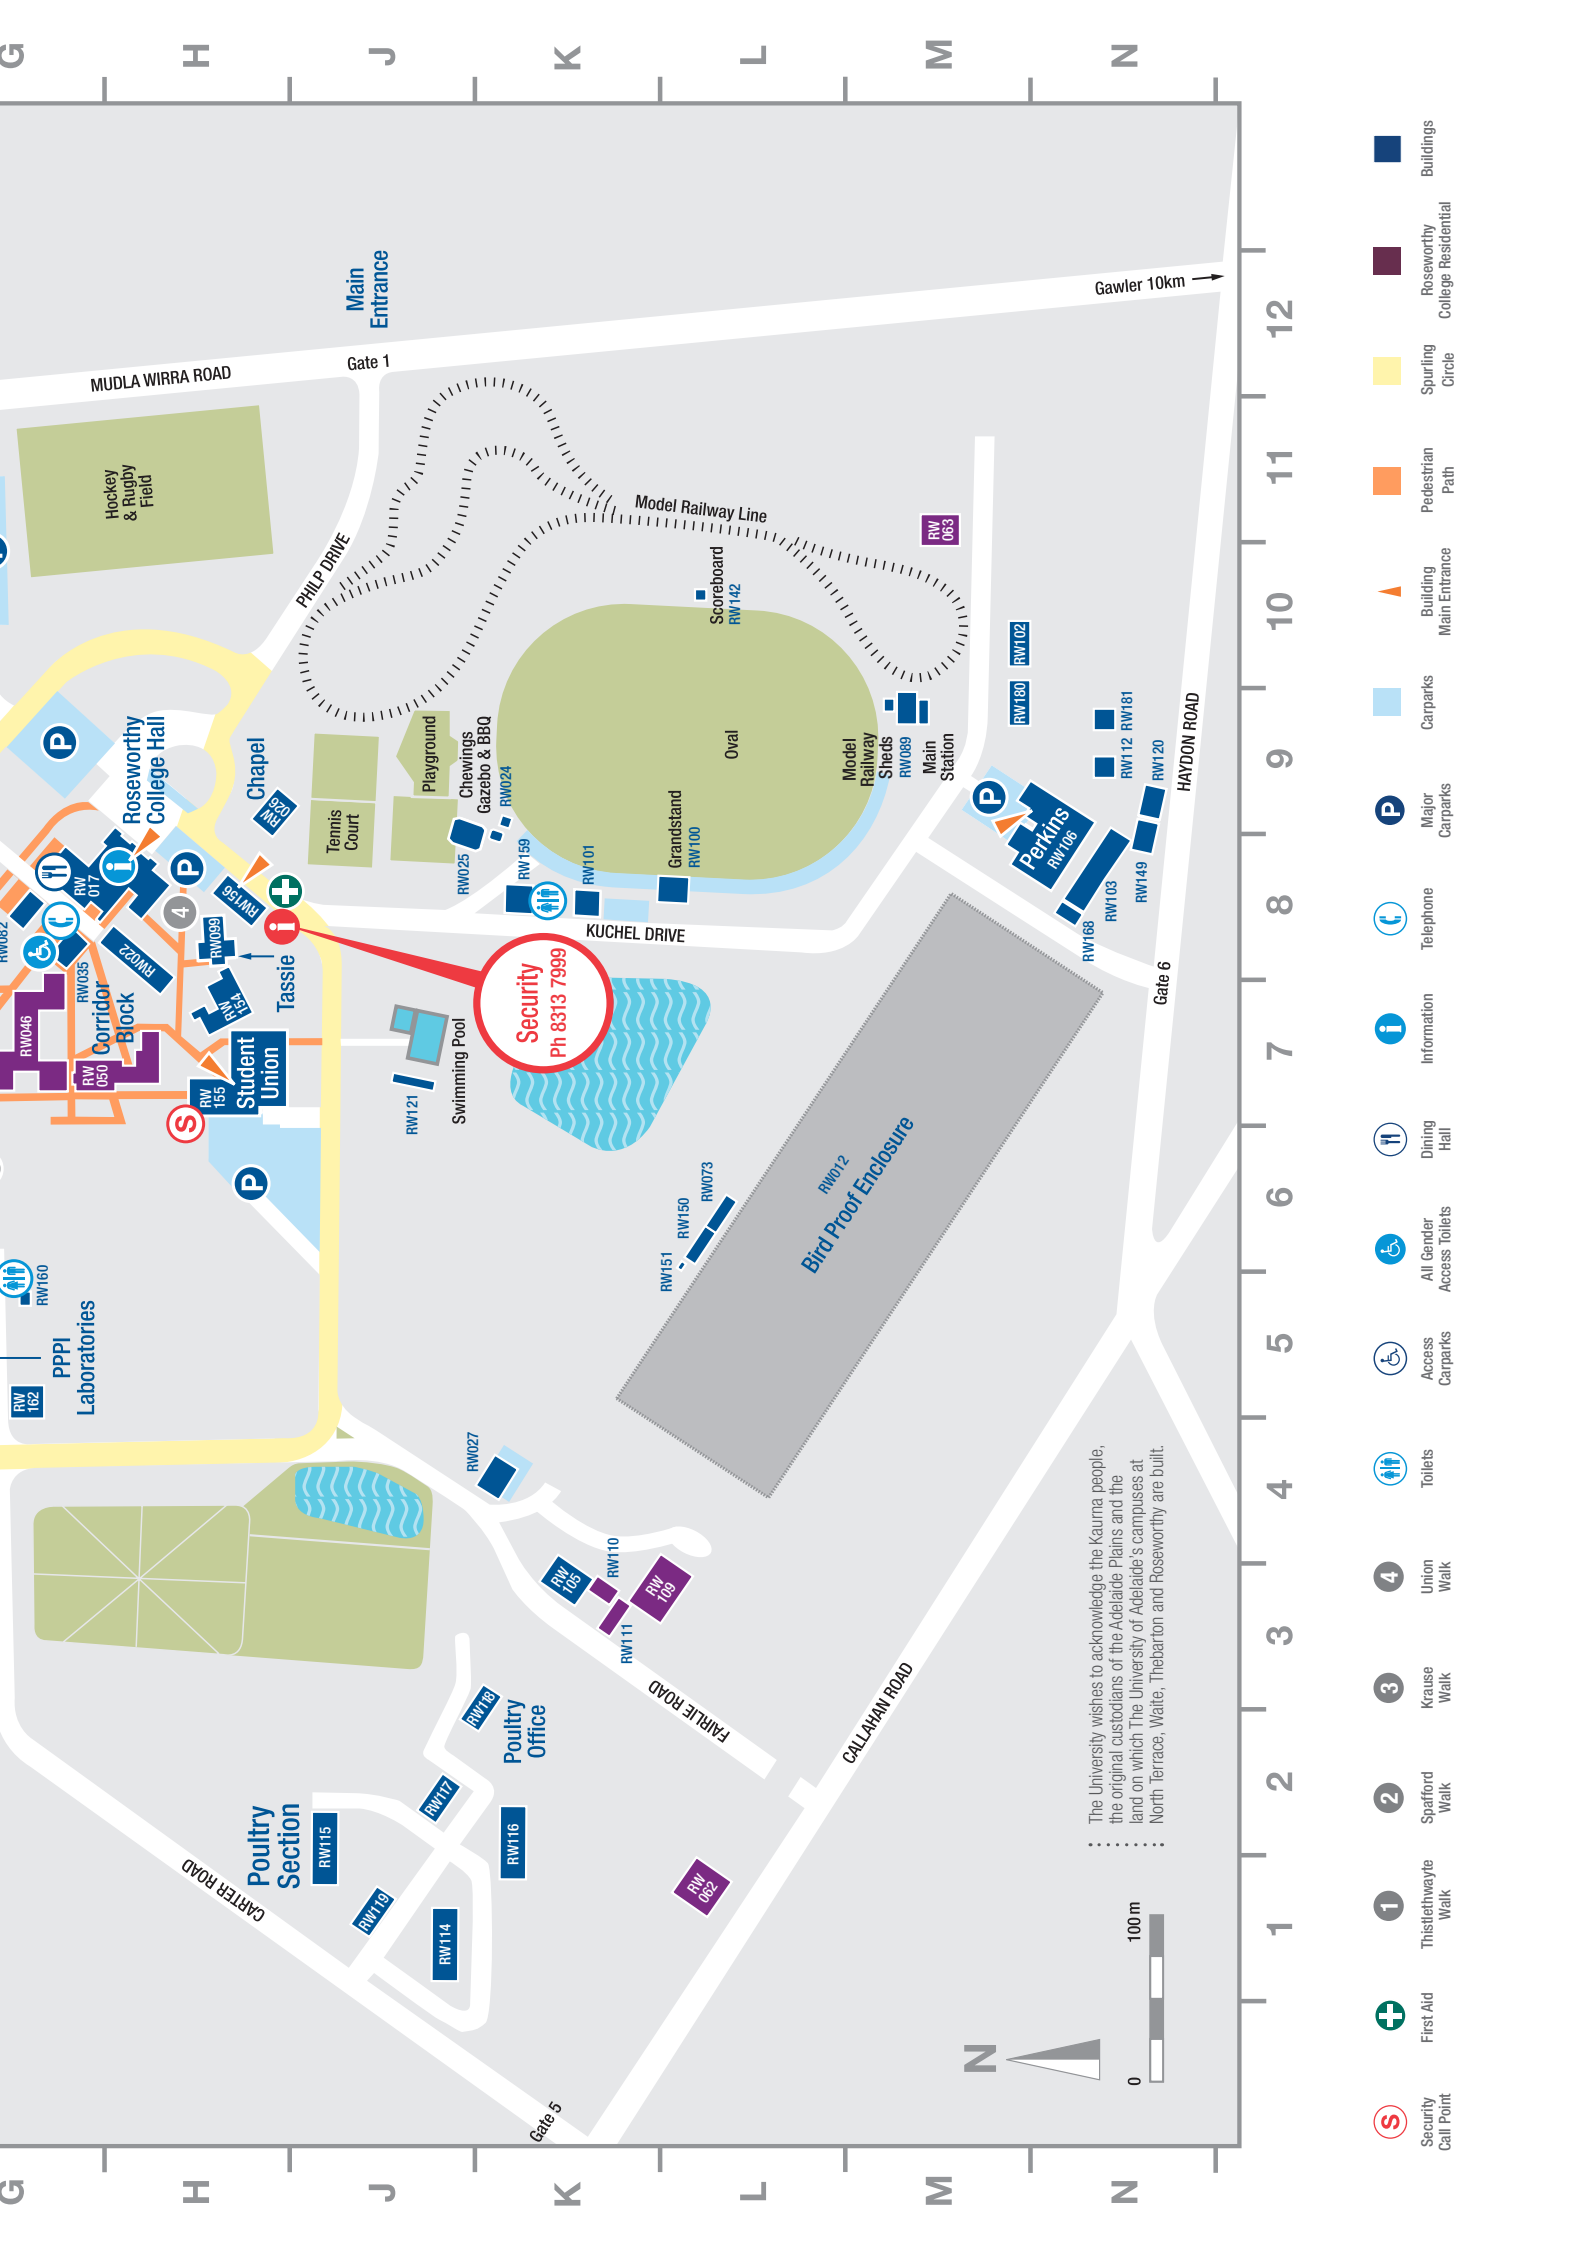 G
H
J
K
L
M
N
Main
Entrance
Gawler 10km
MUDLA WIRRA ROAD
Gate 1
Hockey
& Rugby
Field
PHILP DRIVE
Model Railway Line
RW
063
Scoreboard
RW142
RW102
RW180
Roseworthy
College Hall
Chapel
RW
026
Tennis
Court
Playground
Chewings
Gazebo & BBQ
RW024
RW025
Oval
Model
Railway
Sheds
RW089
Main
Station
RW181
RW112
RW120
HAYDON ROAD
Grandstand
RW100
RW159
RW101
P
P
P
Perkins
RW106
RW103
RW149
RW168
RW
017
i
4
RW156
RW082
RW035
RW022
RW099
Tassie
RW
154
KUCHEL DRIVE
Gate 6
i
Security
Ph 8313 7999
Corridor
Block
RW046
RW
050
RW
155
Student
Union
S
P
RW121
Swimming Pool
RW012
Bird Proof Enclosure
RW073
RW150
RW151
RW160
PPPI
Laboratories
RW
162
RW027
RW
105
RW110
RW
109
RW111
FAIRLIE ROAD
CALLAHAN ROAD
RW118
Poultry
Office
RW117
Poultry
Section
RW115
RW116
RW119
RW114
CARTER ROAD
RW
062
Gate 5
The University wishes to acknowledge the Kaurna people,
the original custodians of the Adelaide Plains and the
land on which The University of Adelaide's campuses at
North Terrace, Waite, Thebarton and Roseworthy are built.
N
0
100 m
1
2
3
4
5
6
7
8
9
10
11
12
G
H
J
K
L
M
N
S
Security
Call Point
First Aid
1
Thistlethwayte
Walk
2
Spafford
Walk
3
Krause
Walk
4
Union
Walk
Toilets
Access
Carparks
All Gender
Access Toilets
Dining
Hall
i
Information
Telephone
P
Major
Carparks
Carparks
Building
Main Entrance
Pedestrian
Path
Spurling
Circle
Roseworthy
College Residential
Buildings